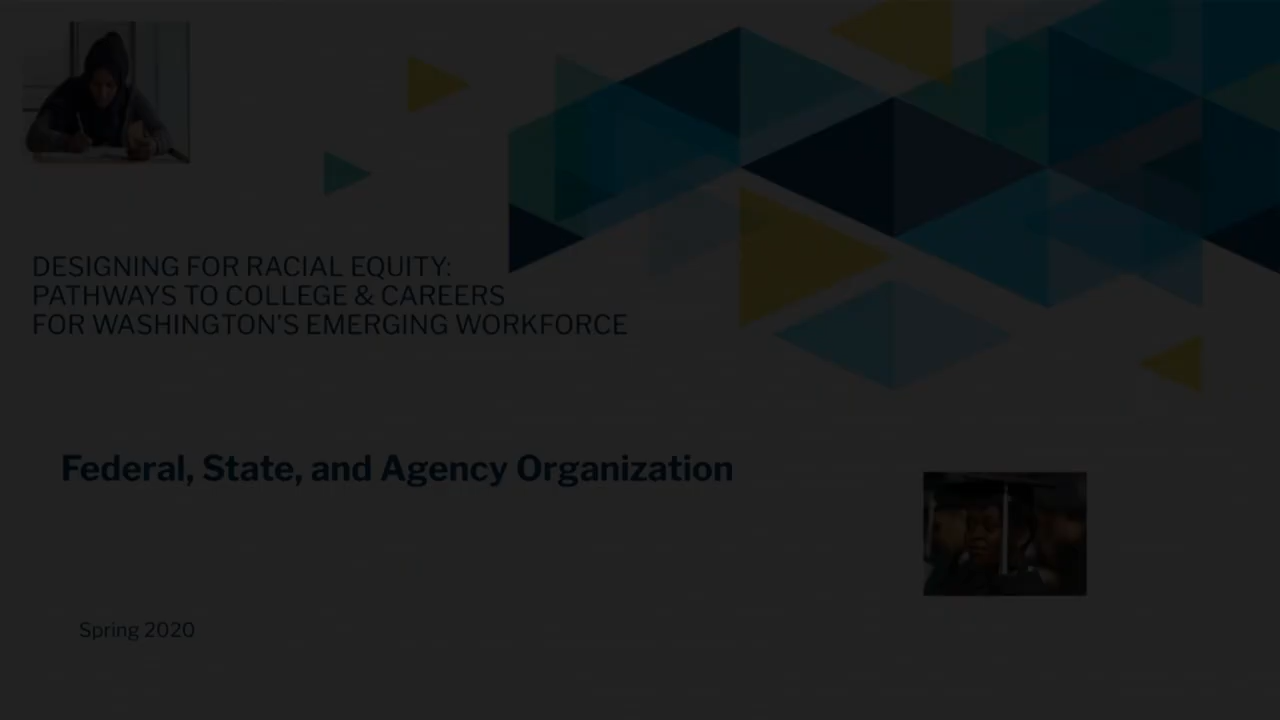 DESIGNING FOR RACIAL EQUITY:
PATHWAYS TO COLLEGE & CAREERS
FOR WASHINGTON'S EMERGING WORKFORCE
Federal, State, and Agency Organization
Spring 2020